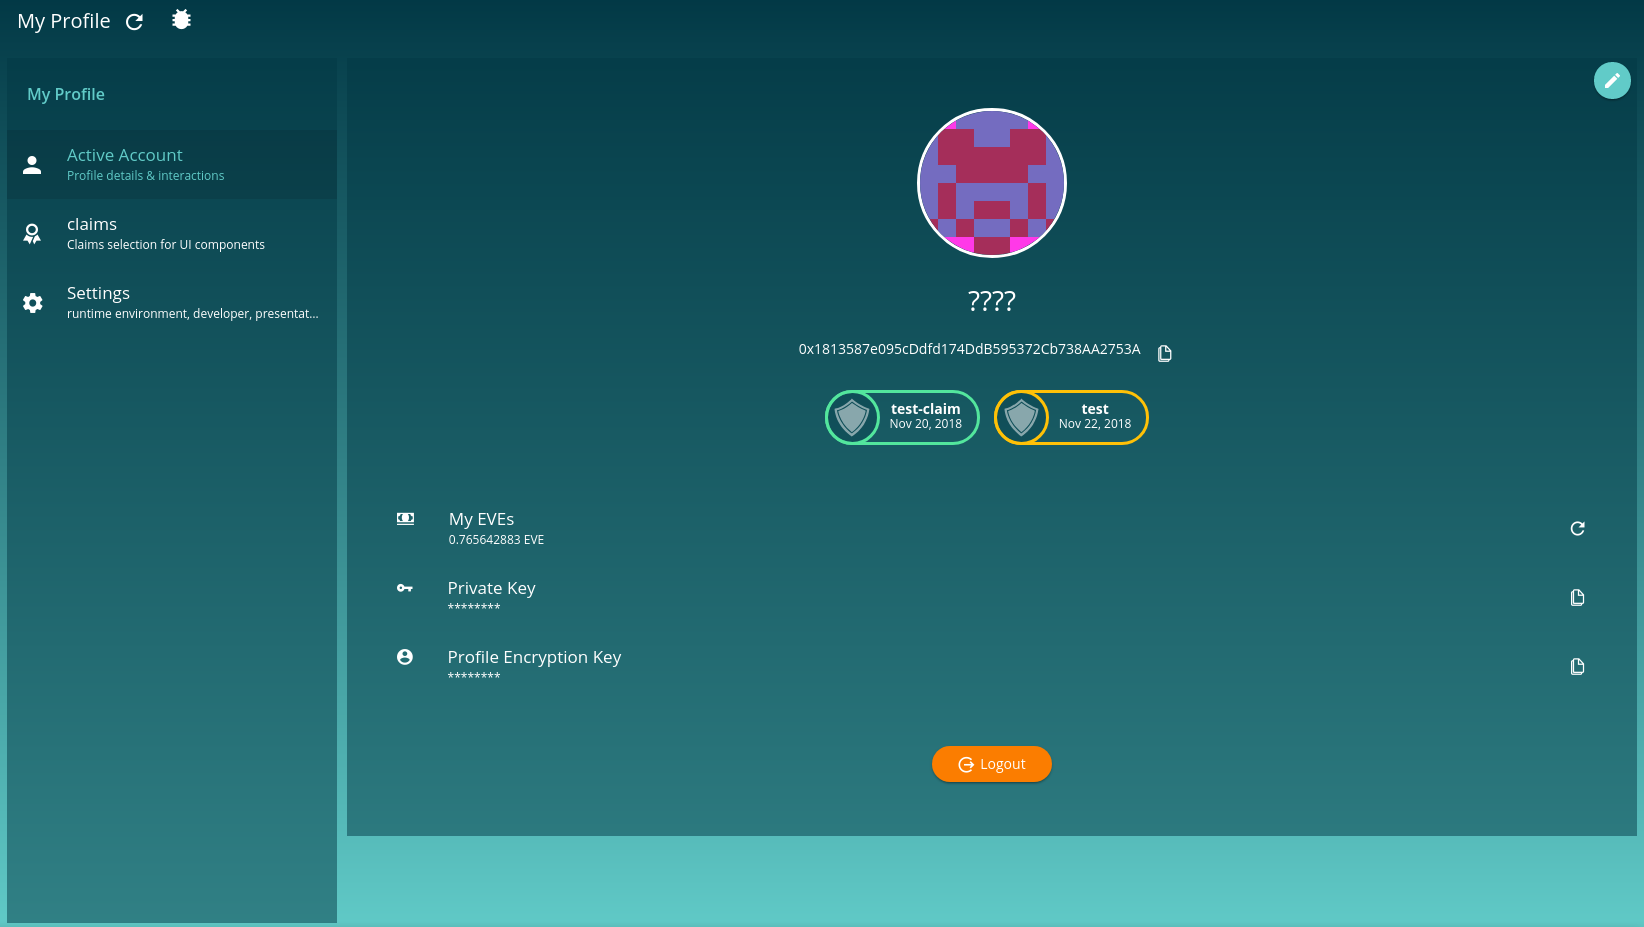 My Profile
My Profile
Active Account
Profile details & interactions
claims
Claims selection for UI components
Settings
runtime environment, developer, presentat...
????
0x1813587e095cDdfd174DdB595372Cb738AA2753A
test-claim
Nov 20, 2018
test
Nov 22, 2018
My EVEs
0.765642883 EVE
Private Key
********
Profile Encryption Key
********
Logout